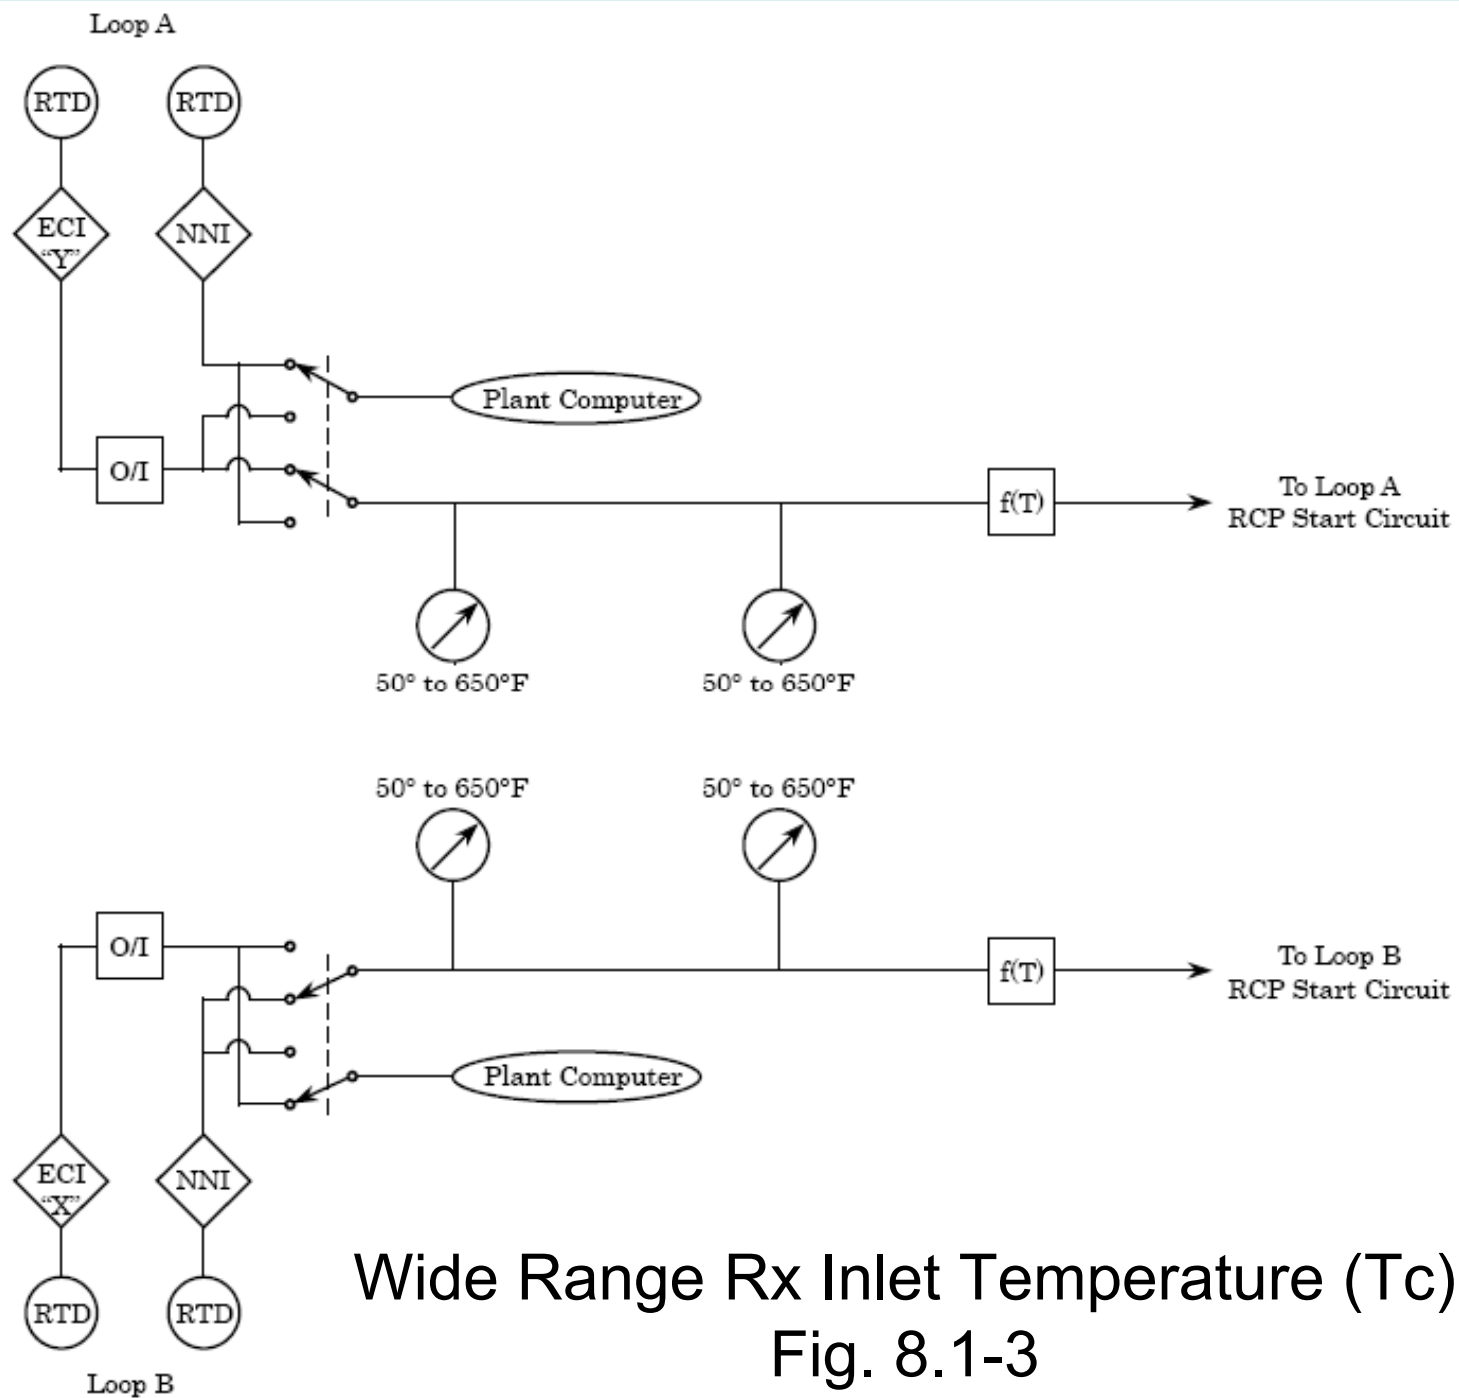 Loop A
RTD RTD
ECI
“Y”
NNI
Plant Computer
O/I
f(T)
To Loop A
RCP Start Circuit
50° to 650°F 50° to 650°F
50° to 650°F 50° to 650°F
O/I
f(T)
To Loop B
RCP Start Circuit
Plant Computer
ECI
“X”
NNI
RTD RTD
Loop B
Wide Range Rx Inlet Temperature (Tc)
Fig. 8.1-3